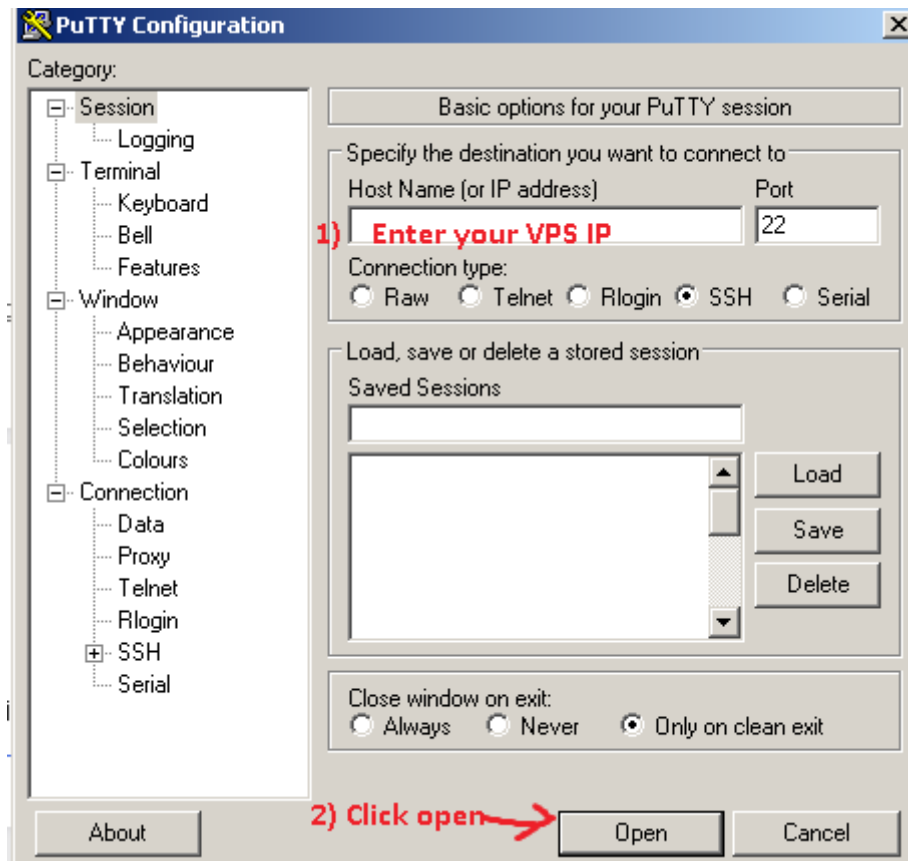 PuTTY Configuration
Category:
Session
Logging
Terminal
Keyboard
Bell
Features
Window
Appearance
Behaviour
Translation
Selection
Colours
Connection
Data
Proxy
Telnet
Rlogin
SSH
Serial
About
Basic options for your PuTTY session
Specify the destination you want to connect to
Host Name (or IP address) Port
1) Enter your VPS IP 22
Connection type:
Raw Telnet Rlogin SSH Serial
Load, save or delete a stored session
Saved Sessions
Load
Save
Delete
Close window on exit:
Always Never Only on clean exit
2) Click open
Open Cancel